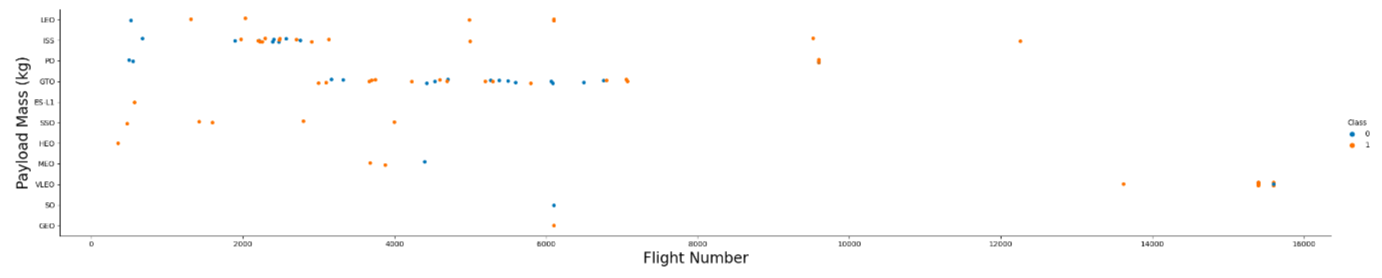 Payload Mass (kg)
LEO
ISS
PO
GTO
ES-L1
SSO
HEO
MEO
VLEO
SO
GEO
0 2000 4000 6000 8000 10000 12000 14000 16000
Flight Number
Class
0
1